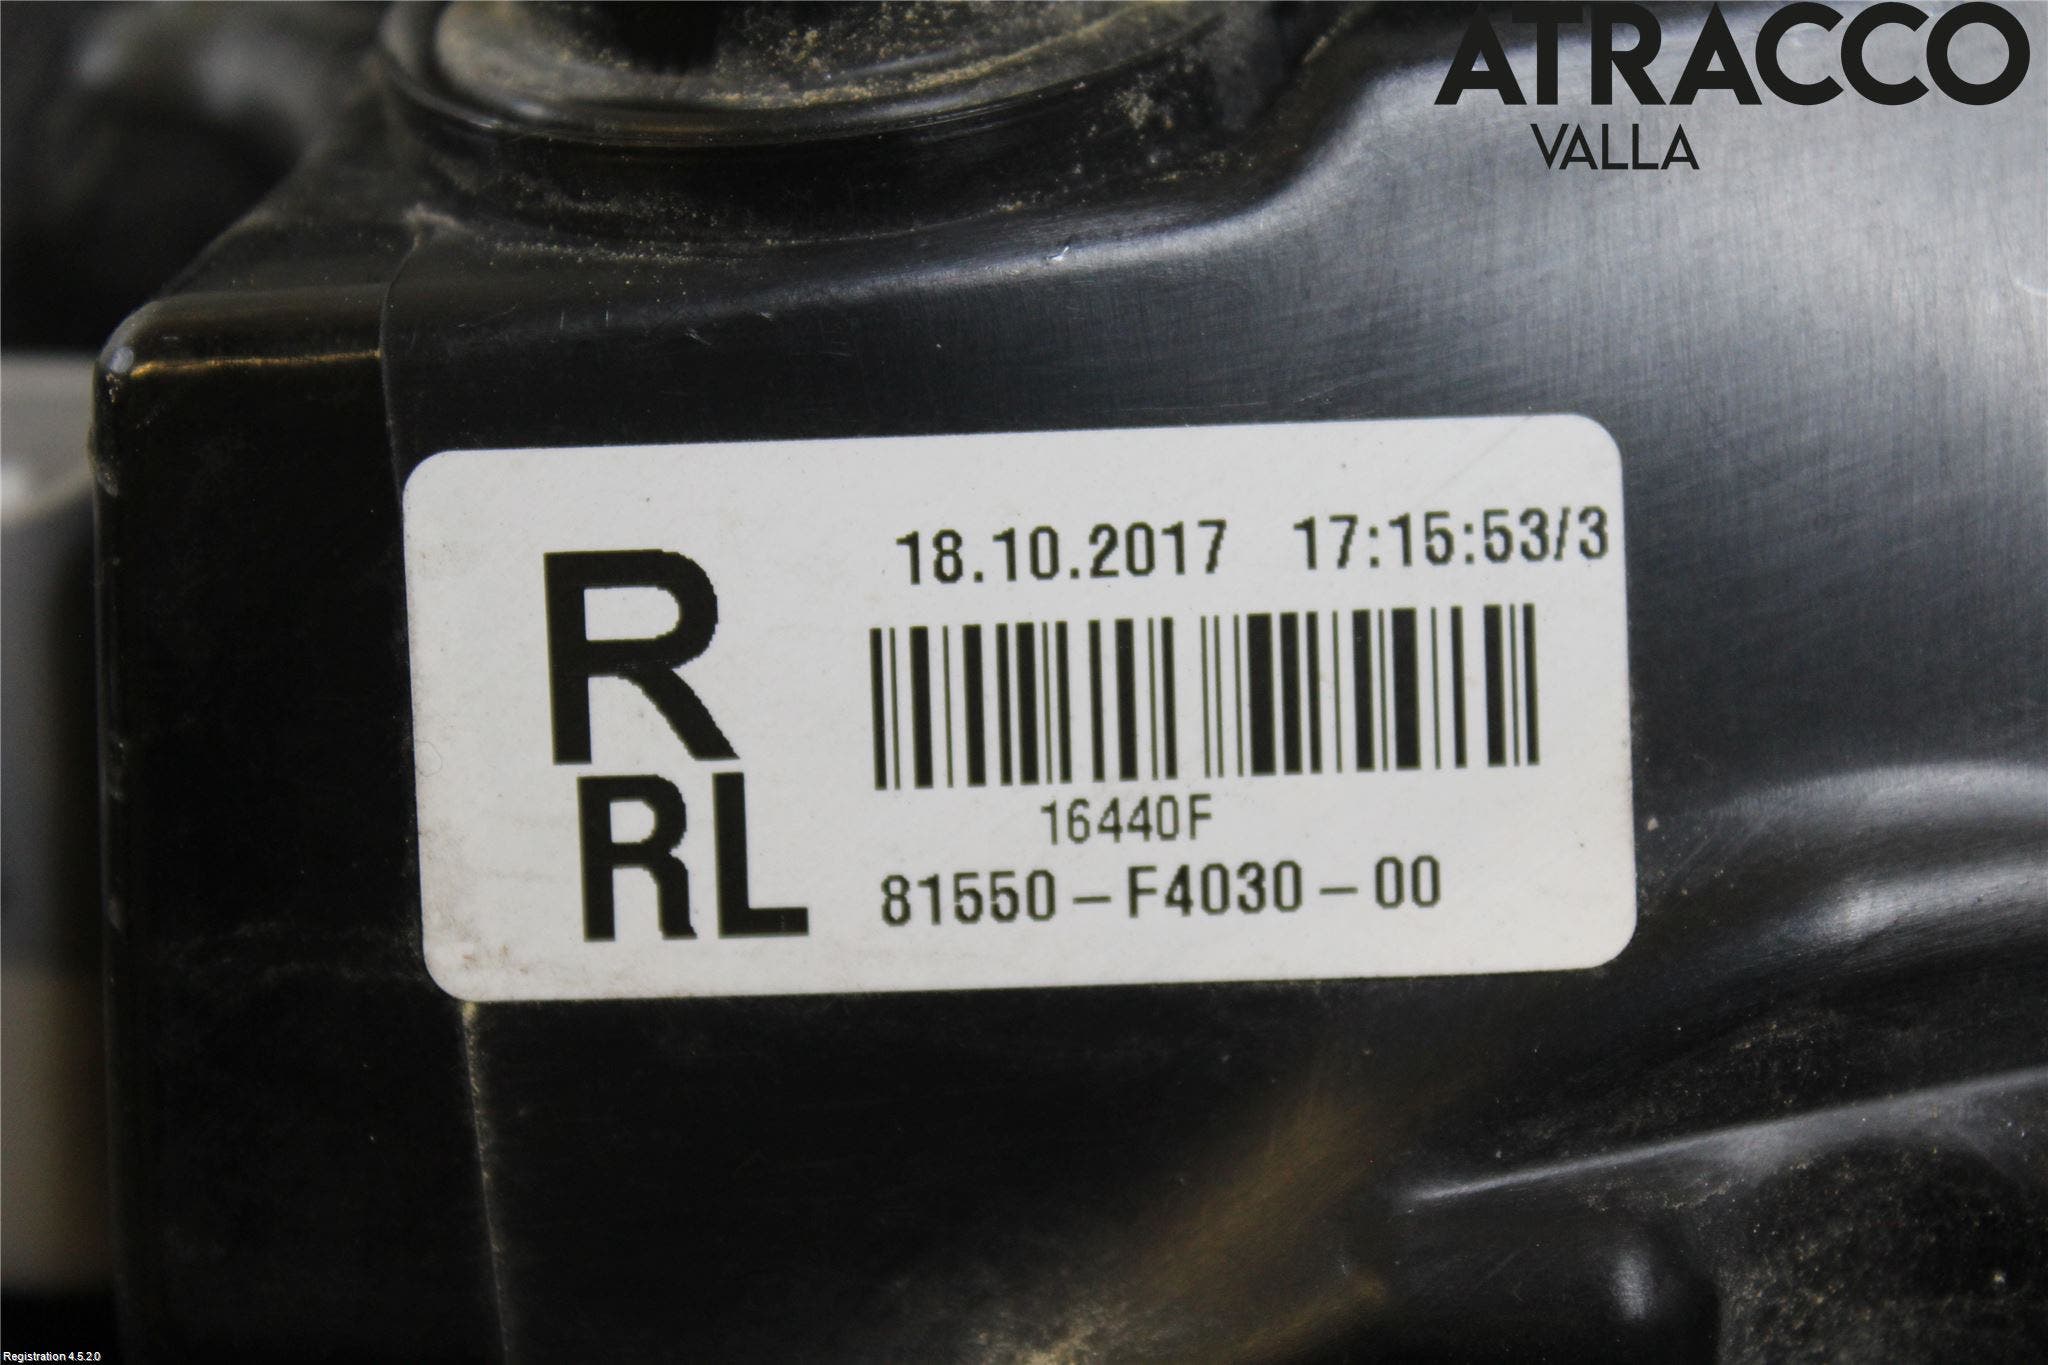 ATRACCO
VALLA
18.10.2017 17:15:53/3
R
16440F
RL
81550-F4030-00
Registration 4.5.2.0